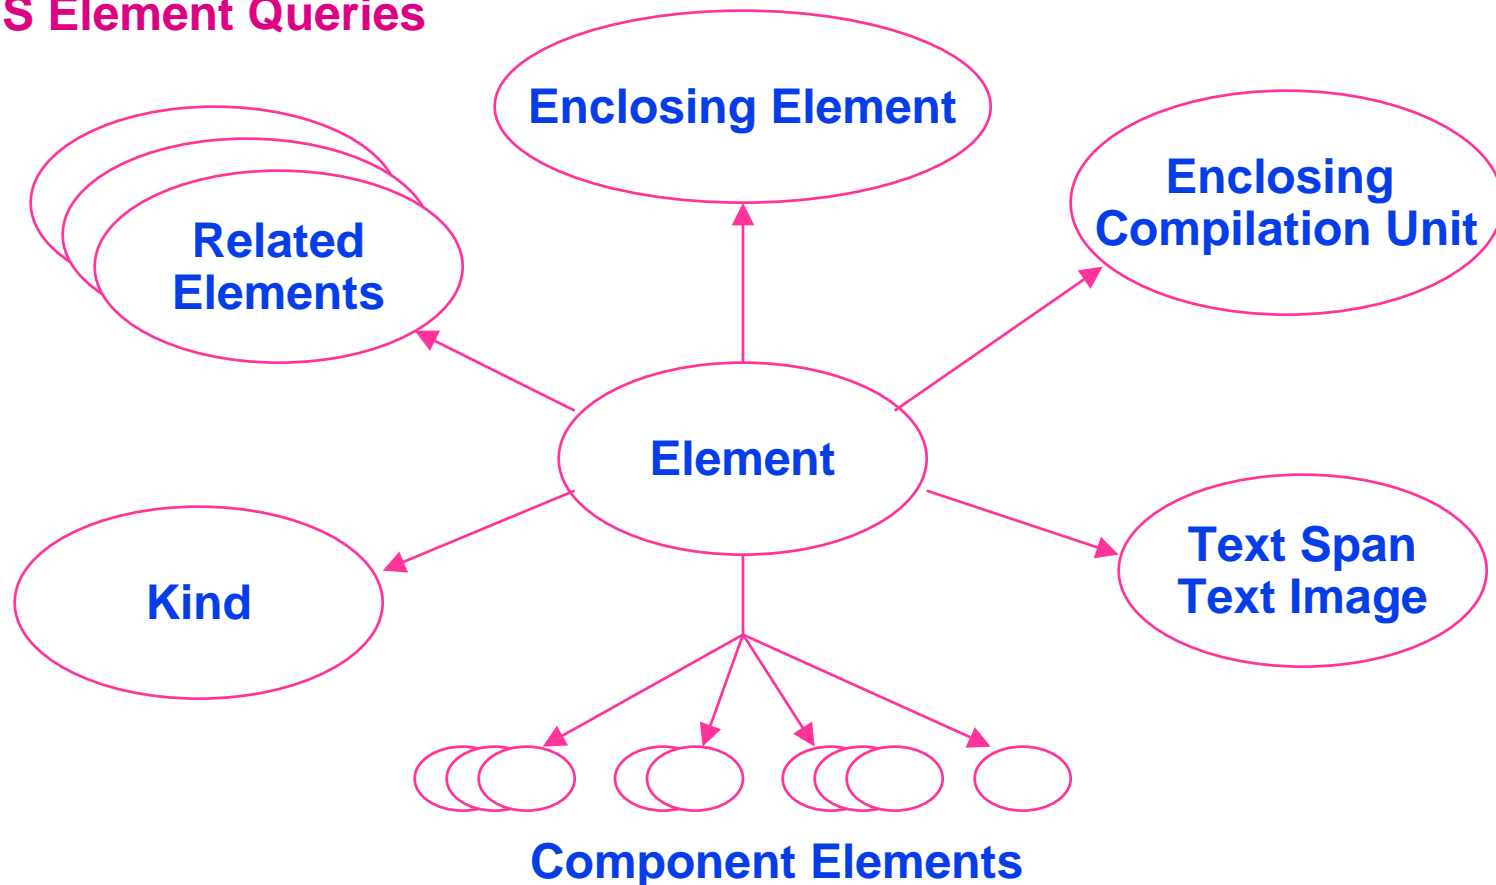 S Element Queries
Enclosing Element
Enclosing
Compilation Unit
Related
Elements
Element
Text Span
Text Image
Kind
Component Elements